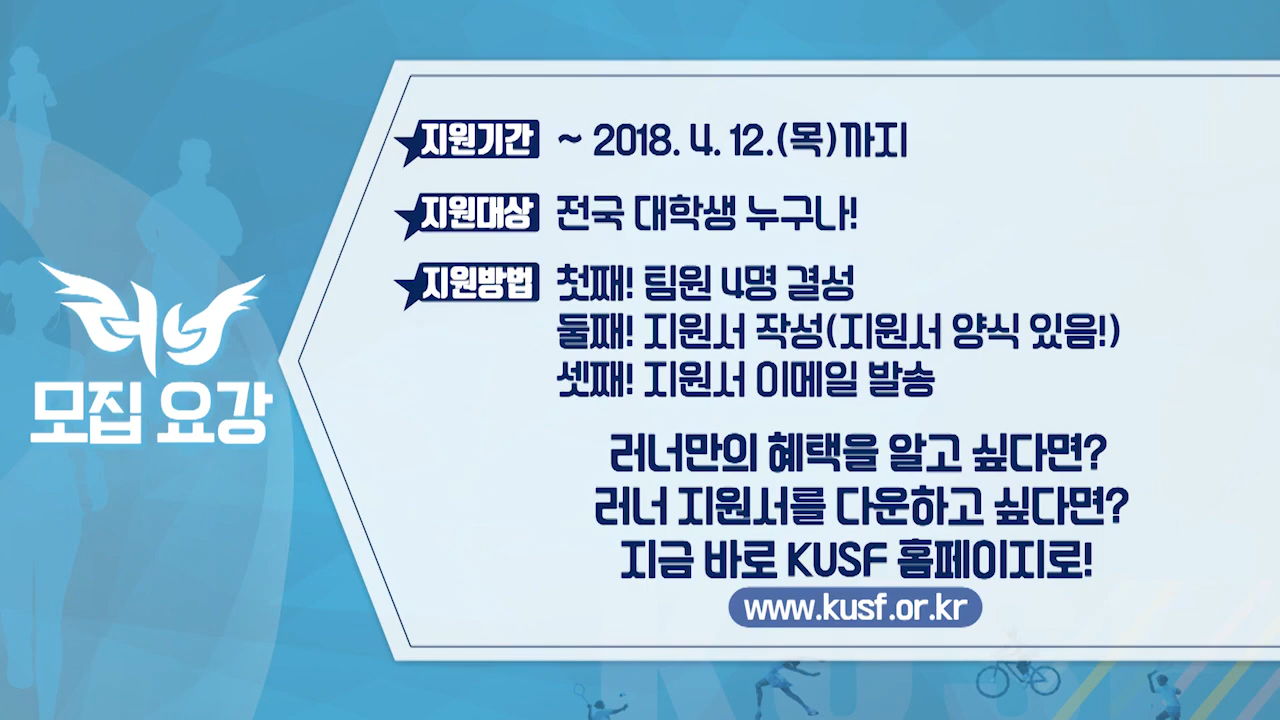 러너
모집 요강
지원기간 ~ 2018. 4. 12.(목)까지
지원대상 전국 대학생 누구나!
지원방법 첫째! 팀원 4명 결성
둘째! 지원서 작성(지원서 양식 있음!)
셋째! 지원서 이메일 발송
러너만의 혜택을 알고 싶다면?
러너 지원서를 다운하고 싶다면?
지금 바로 KUSF 홈페이지로!
www.kusf.or.kr
KUSF